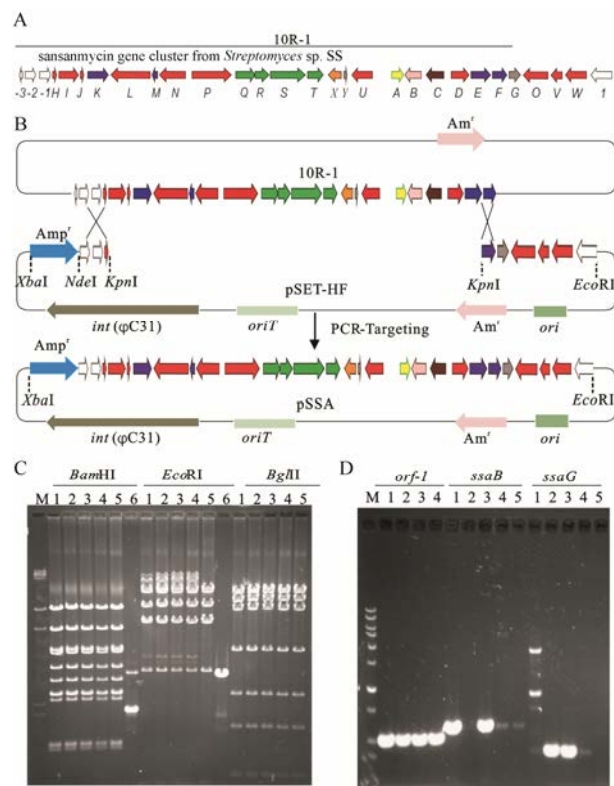 A
10R-1
sansanmycin gene cluster from Streptomyces sp. SS
-3 -2 -1 H I J K L M N P Q R S T X Y U A B C D E F G O V W 1
B
Amʳ
10R-1
Ampʳ
XbaI NdeI KpnI KpnI EcoRI
pSET-HF
int (φC31) oriT Amʳ ori
PCR-Targeting
Ampʳ
XbaI EcoRI
pSSA
int (φC31) oriT Amʳ ori
C
BamHI EcoRI BglII
M 1 2 3 4 5 6 1 2 3 4 5 6 1 2 3 4 5
D
orf-1 ssaB ssaG
M 1 2 3 4 1 2 3 4 5 1 2 3 4 5